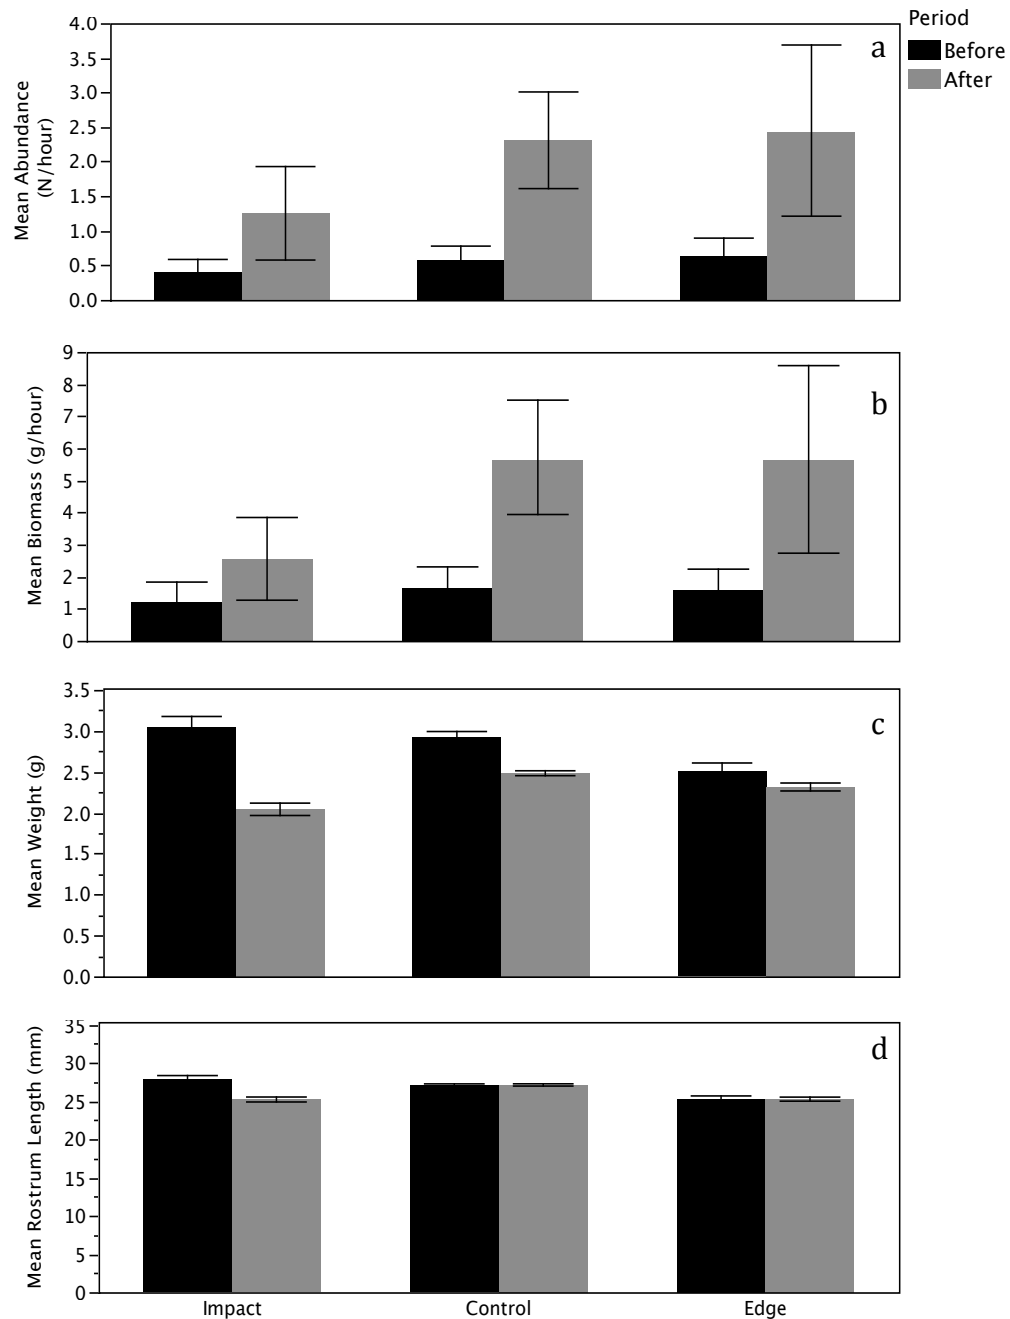 Period
Before
After
a
4.0
3.5
3.0
2.5
2.0
1.5
1.0
0.5
0.0
Mean Abundance
(N/hour)
b
9
8
7
6
5
4
3
2
1
0
Mean Biomass (g/hour)
c
3.5
3.0
2.5
2.0
1.5
1.0
0.5
0.0
Mean Weight (g)
d
35
30
25
20
15
10
5
0
Mean Rostrum Length (mm)
Impact Control Edge